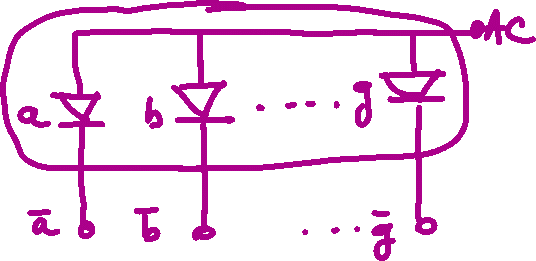 AC
a b ..... g
a̅ b̅ ... g̅